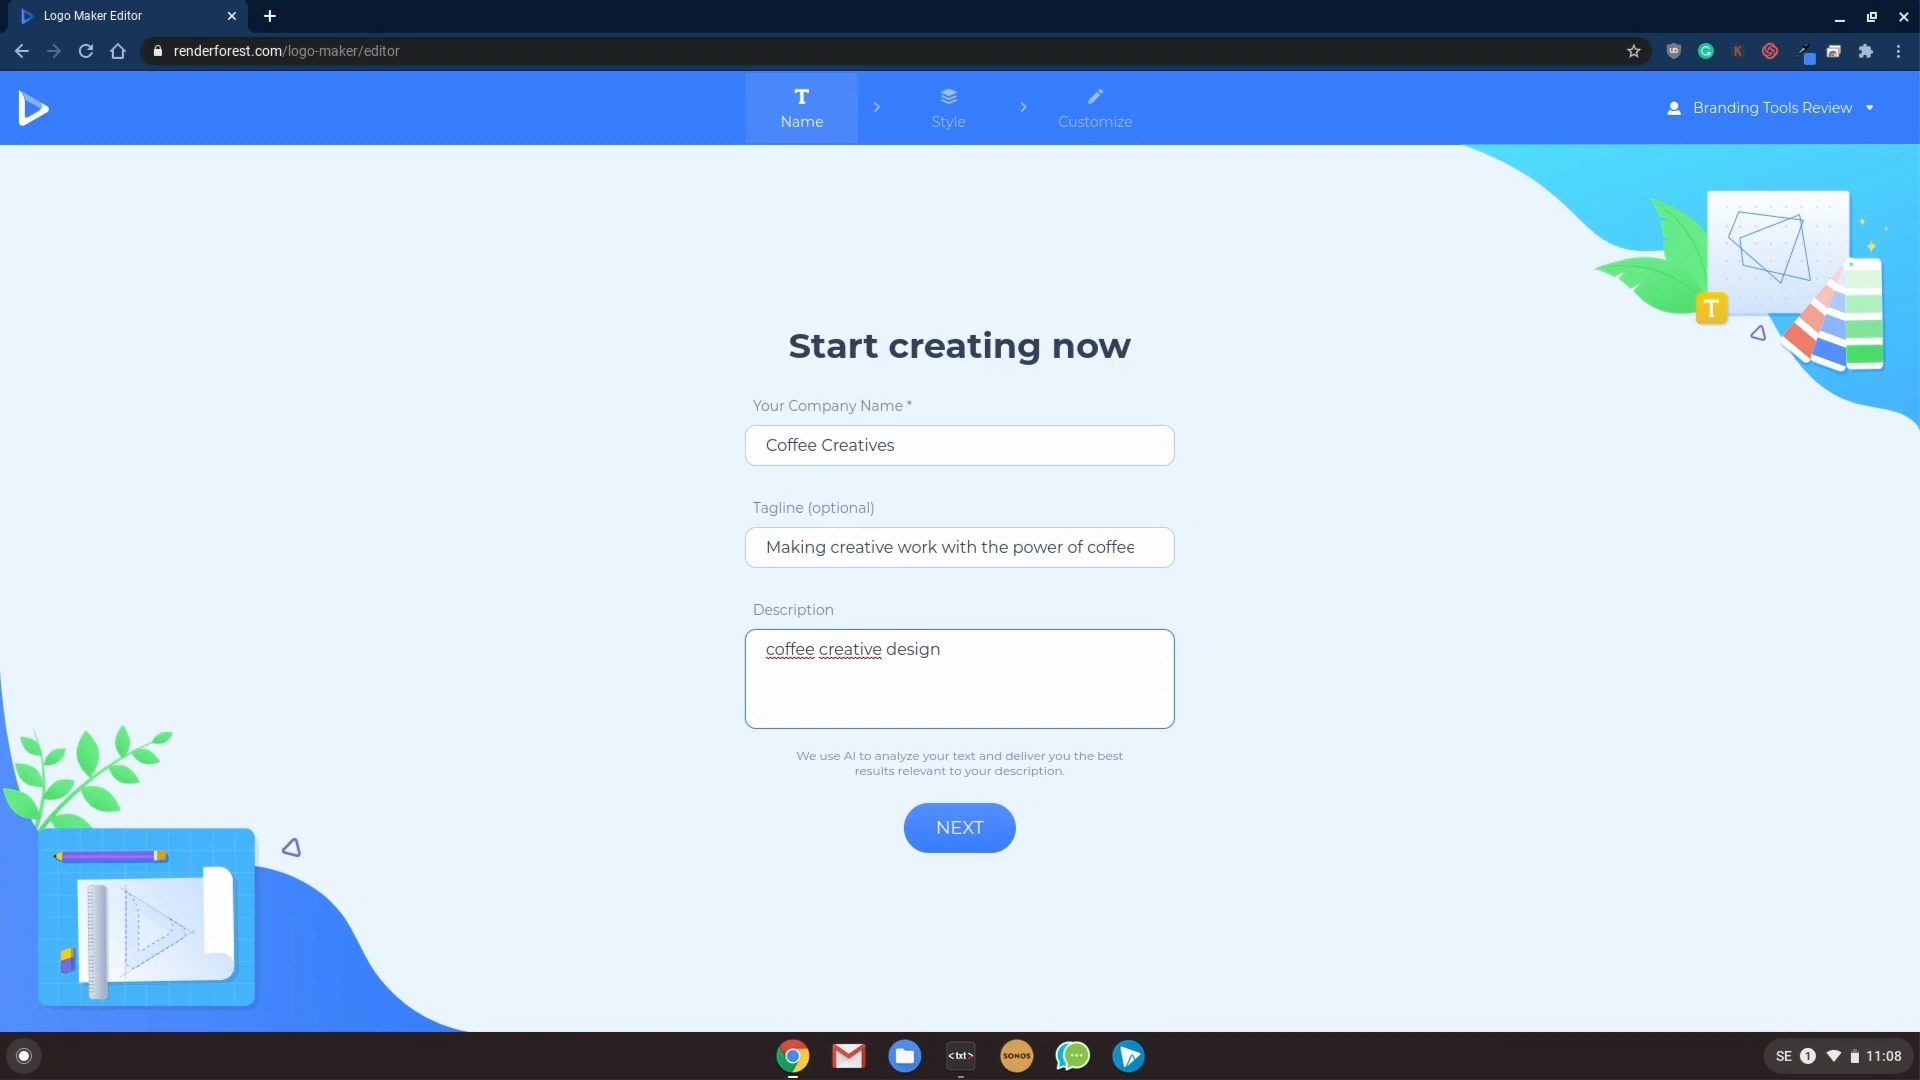 Logo Maker Editor
renderforest.com/logo-maker/editor
Name
Style
Customize
Branding Tools Review
Start creating now
Your Company Name *
Coffee Creatives
Tagline (optional)
Making creative work with the power of coffee
Description
coffee creative design
We use AI to analyze your text and deliver you the best
results relevant to your description.
NEXT
T
<txt>
SONOS
SE 1 11:08